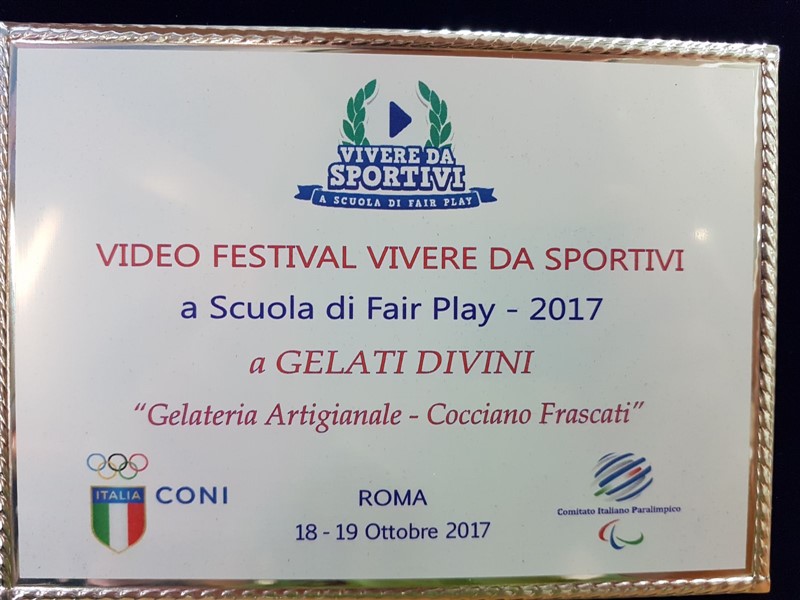 VIVERE DA
SPORTIVI
A SCUOLA DI FAIR PLAY
VIDEO FESTIVAL VIVERE DA SPORTIVI
a Scuola di Fair Play - 2017
a GELATI DIVINI
"Gelateria Artigianale - Cocciano Frascati"
ITALIA
CONI
ROMA
18 - 19 Ottobre 2017
Comitato Italiano Paralimpico